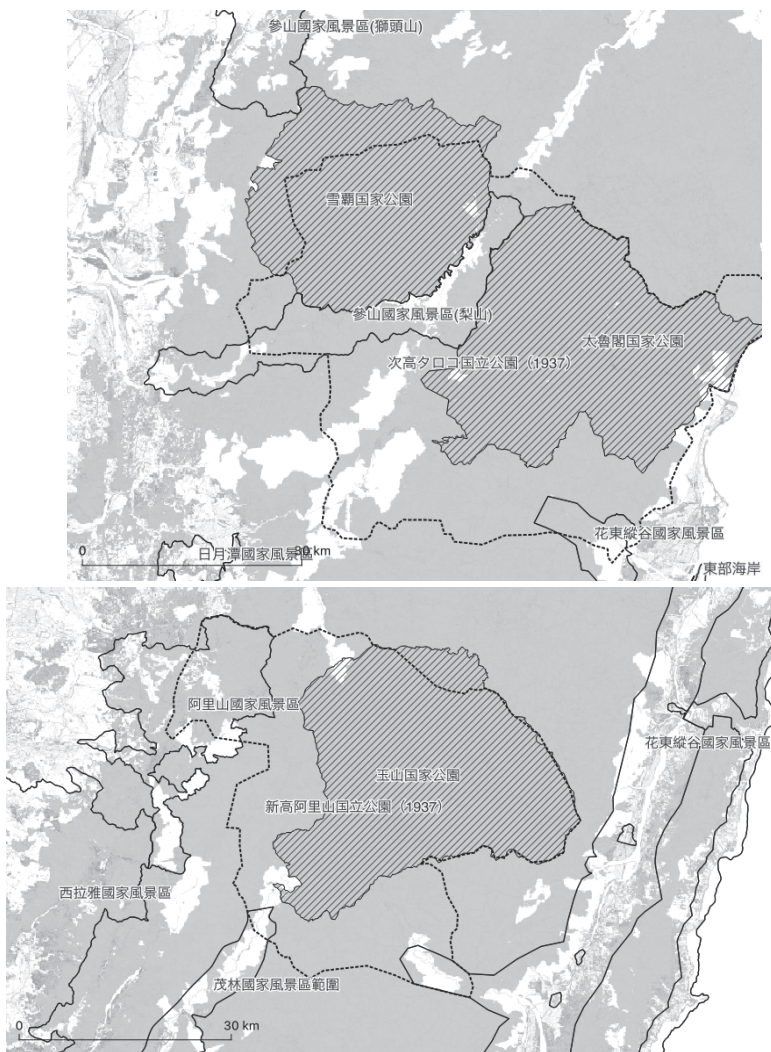 參山國家風景區(獅頭山)
雪覇国家公園
參山國家風景區(梨山)
太魯閣国家公園
次高タロコ国立公園（1937）
花東縱谷國家風景區
日月潭國家風景區
0 30 km
東部海岸
阿里山國家風景區
花東縱谷國家風景區
玉山国家公園
新高阿里山国立公園（1937）
西拉雅國家風景區
茂林國家風景區範圍
0 30 km